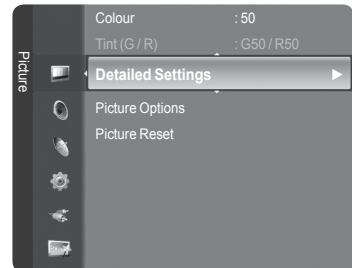 Picture
Colour : 50
Tint (G / R) : G50 / R50
Detailed Settings
Picture Options
Picture Reset